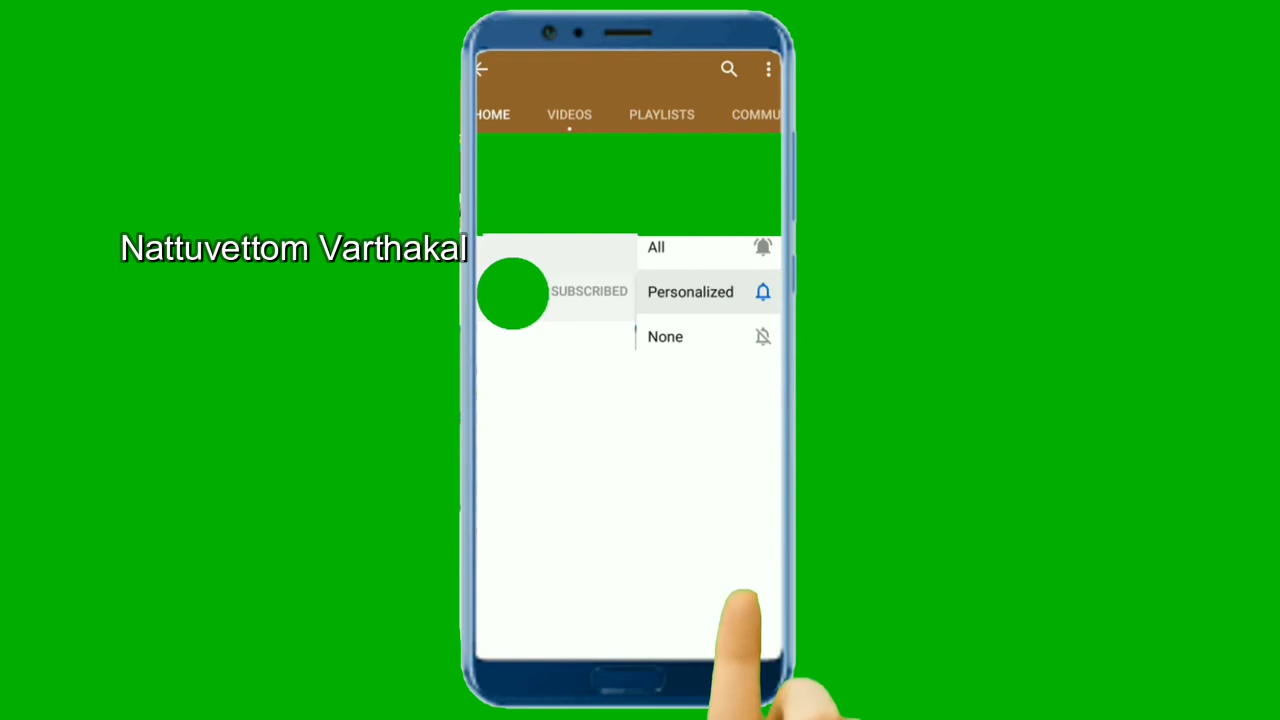 HOME VIDEOS PLAYLISTS COMMU
Nattuvettom Varthakal
All
SUBSCRIBED
Personalized
None